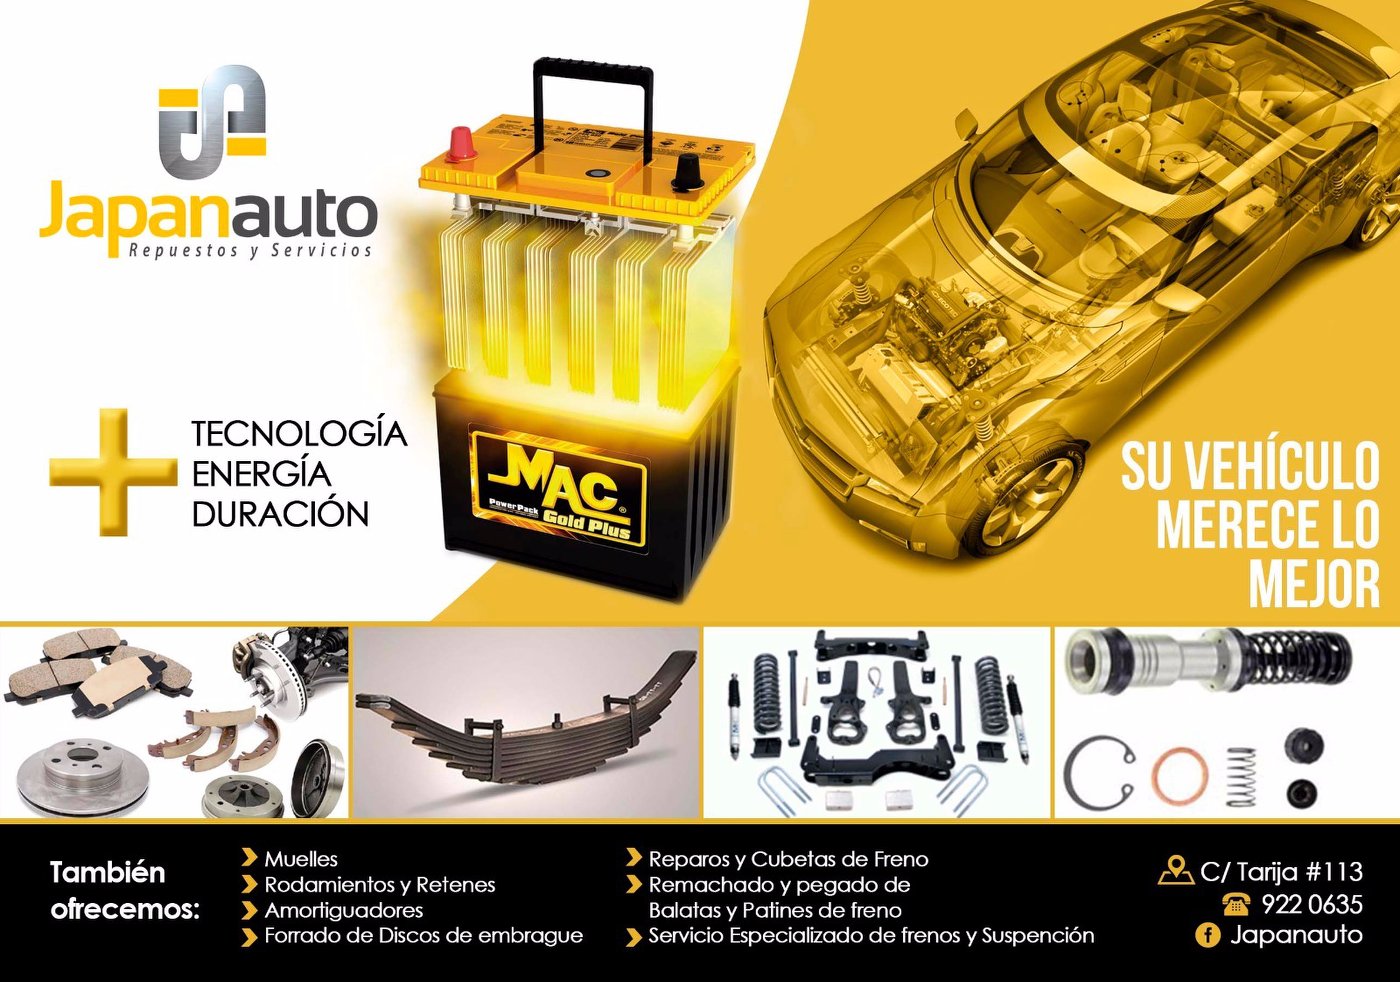 Japanauto
Repuestos y Servicios
TECNOLOGÍA
ENERGÍA
DURACIÓN
MAC®
PowerPack
Gold Plus
SU VEHÍCULO
MERECE LO
MEJOR
También
ofrecemos:
Muelles
Rodamientos y Retenes
Amortiguadores
Forrado de Discos de embrague
Reparos y Cubetas de Freno
Remachado y pegado de
Balatas y Patines de freno
Servicio Especializado de frenos y Suspención
C/ Tarija #113
922 0635
Japanauto